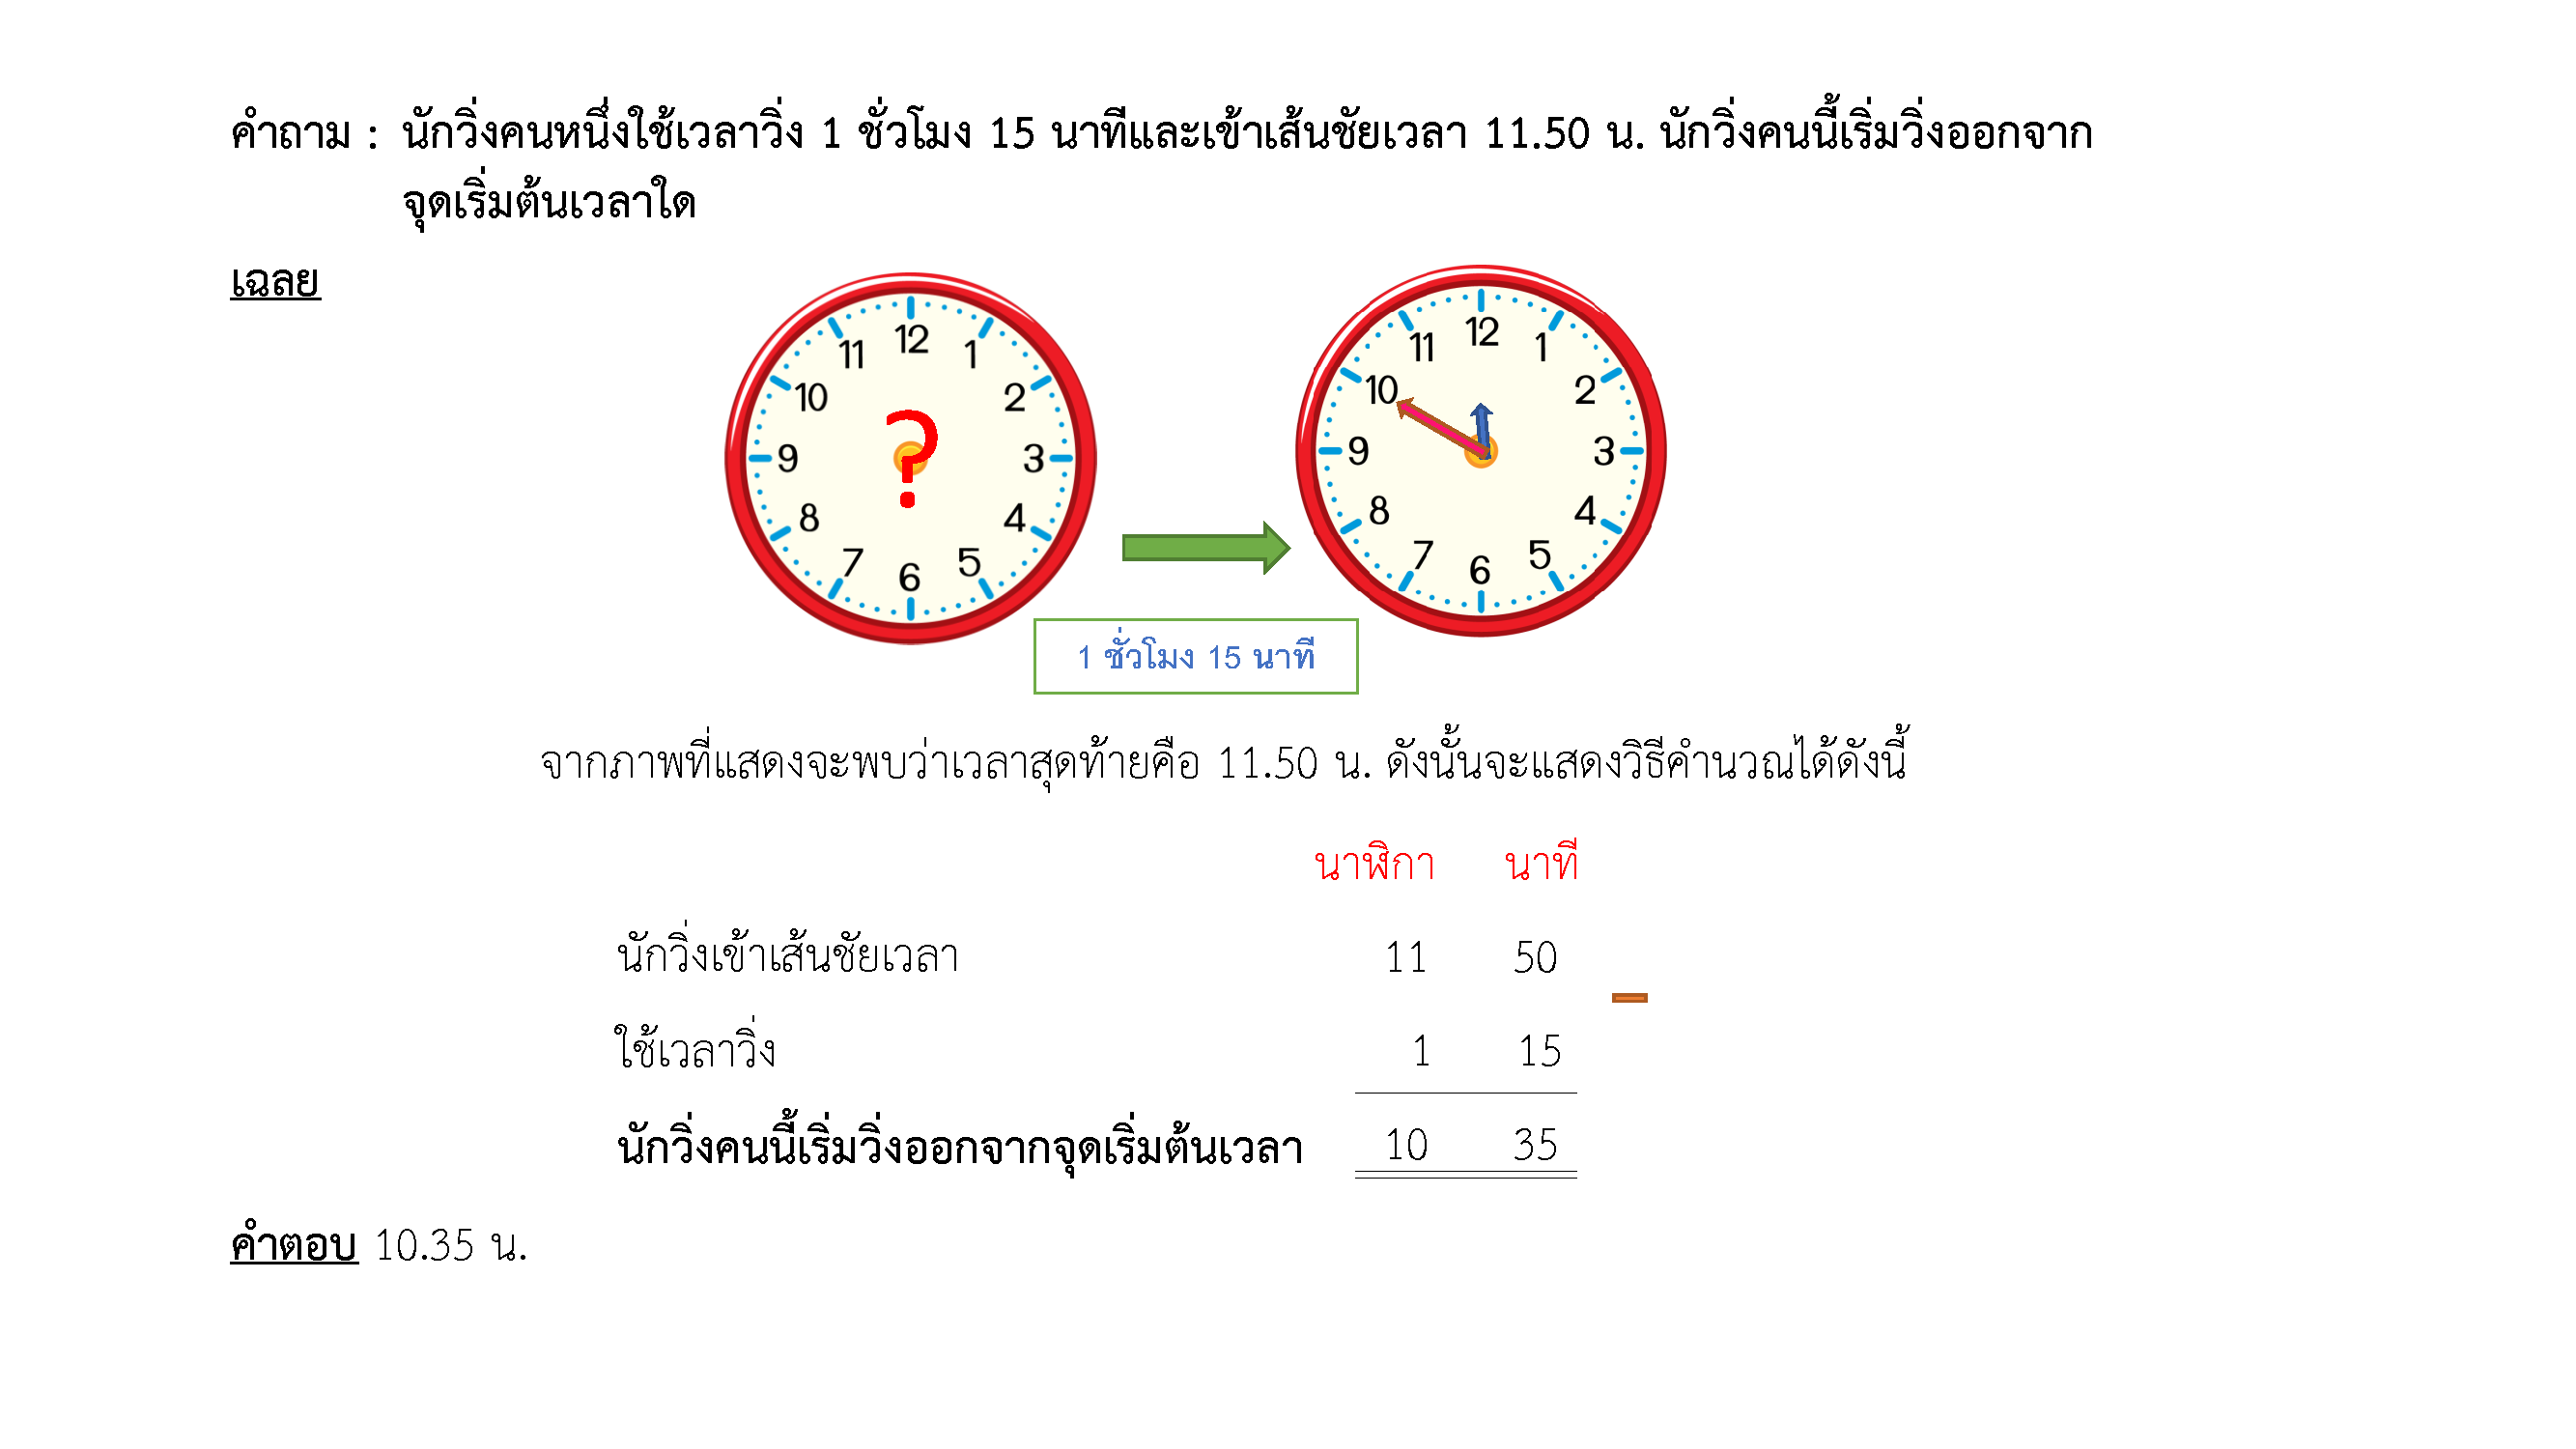 คำถาม : นักวิ่งคนหนึ่งใช้เวลาวิ่ง 1 ชั่วโมง 15 นาทีและเข้าเส้นชัยเวลา 11.50 น. นักวิ่งคนนี้เริ่มวิ่งออกจาก
จุดเริ่มต้นเวลาใด
เฉลย
12
11 1
10 2
?
9 3
8 4
7 5
6
12
11 1
10 2
9 3
8 4
7 5
6
1 ชั่วโมง 15 นาที
จากภาพที่แสดงจะพบว่าเวลาสุดท้ายคือ 11.50 น. ดังนั้นจะแสดงวิธีคำนวณได้ดังนี้
นาฬิกา นาที
นักวิ่งเข้าเส้นชัยเวลา 11 50
ใช้เวลาวิ่ง 1 15
นักวิ่งคนนี้เริ่มวิ่งออกจากจุดเริ่มต้นเวลา 10 35
คำตอบ 10.35 น.